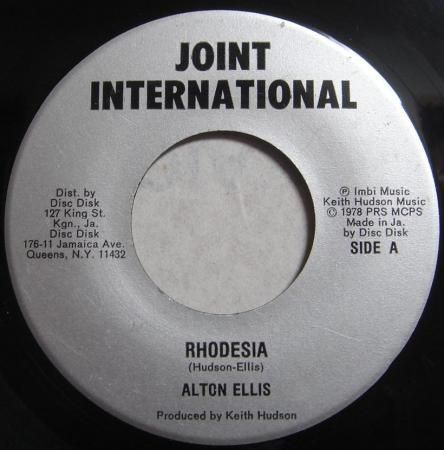 JOINT
INTERNATIONAL
Dist. by
Disc Disk
127 King St.
Kgn., Ja.
Disc Disk
176-11 Jamaica Ave.
Queens, N.Y. 11432
Ⓟ Imbi Music
Keith Hudson Music
© 1978 PRS MCPS
Made in Ja.
by Disc Disk
SIDE A
RHODESIA
(Hudson-Ellis)
ALTON ELLIS
Produced by Keith Hudson